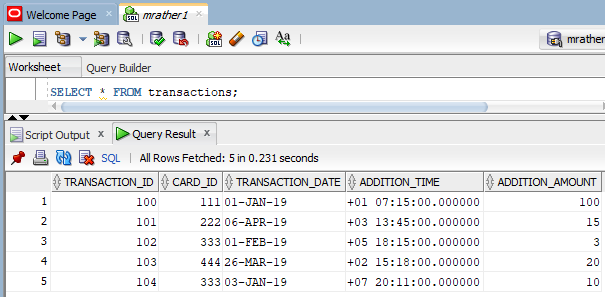 Welcome Page mrather1
mrather
Worksheet Query Builder
SELECT * FROM transactions;
Script Output Query Result
SQL All Rows Fetched: 5 in 0.231 seconds
TRANSACTION_ID CARD_ID TRANSACTION_DATE ADDITION_TIME ADDITION_AMOUNT
1 100 111 01-JAN-19 +01 07:15:00.000000 100
2 101 222 06-APR-19 +03 13:45:00.000000 15
3 102 333 01-FEB-19 +05 18:15:00.000000 3
4 103 444 26-MAR-19 +02 15:18:00.000000 20
5 104 333 03-JAN-19 +07 20:11:00.000000 10